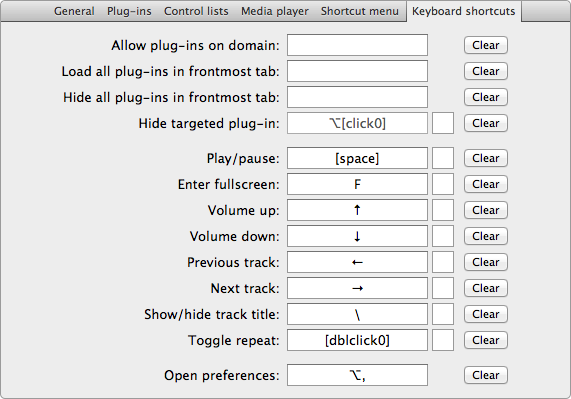 General Plug-ins Control lists Media player Shortcut menu Keyboard shortcuts
Allow plug-ins on domain: Clear
Load all plug-ins in frontmost tab: Clear
Hide all plug-ins in frontmost tab: Clear
Hide targeted plug-in: ⌥[click0] Clear
Play/pause: [space] Clear
Enter fullscreen: F Clear
Volume up: ↑ Clear
Volume down: ↓ Clear
Previous track: ← Clear
Next track: → Clear
Show/hide track title: \ Clear
Toggle repeat: [dblclick0] Clear
Open preferences: ⌥, Clear